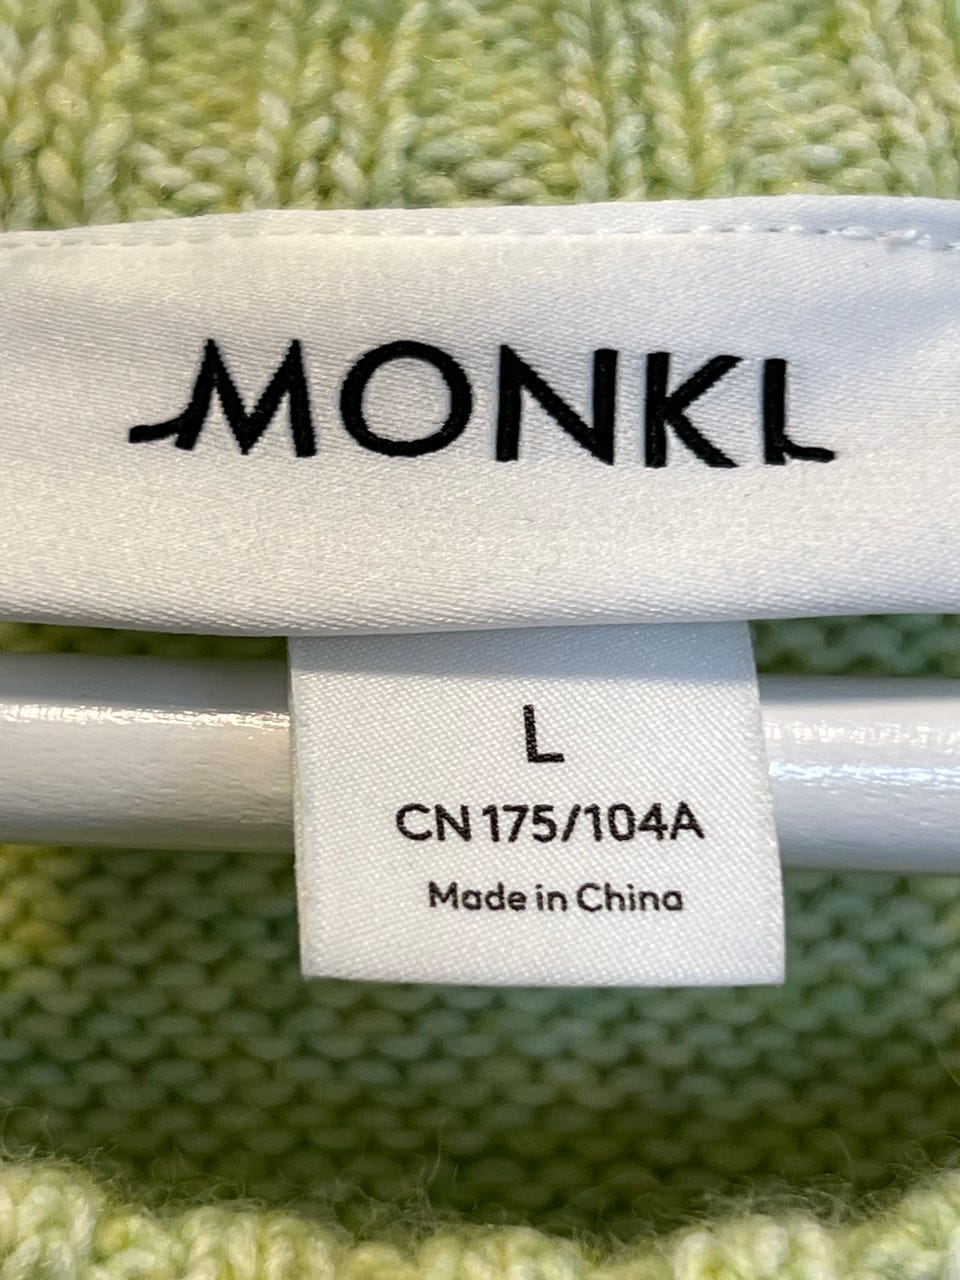 MONKI
L
CN 175/104A
Made in China